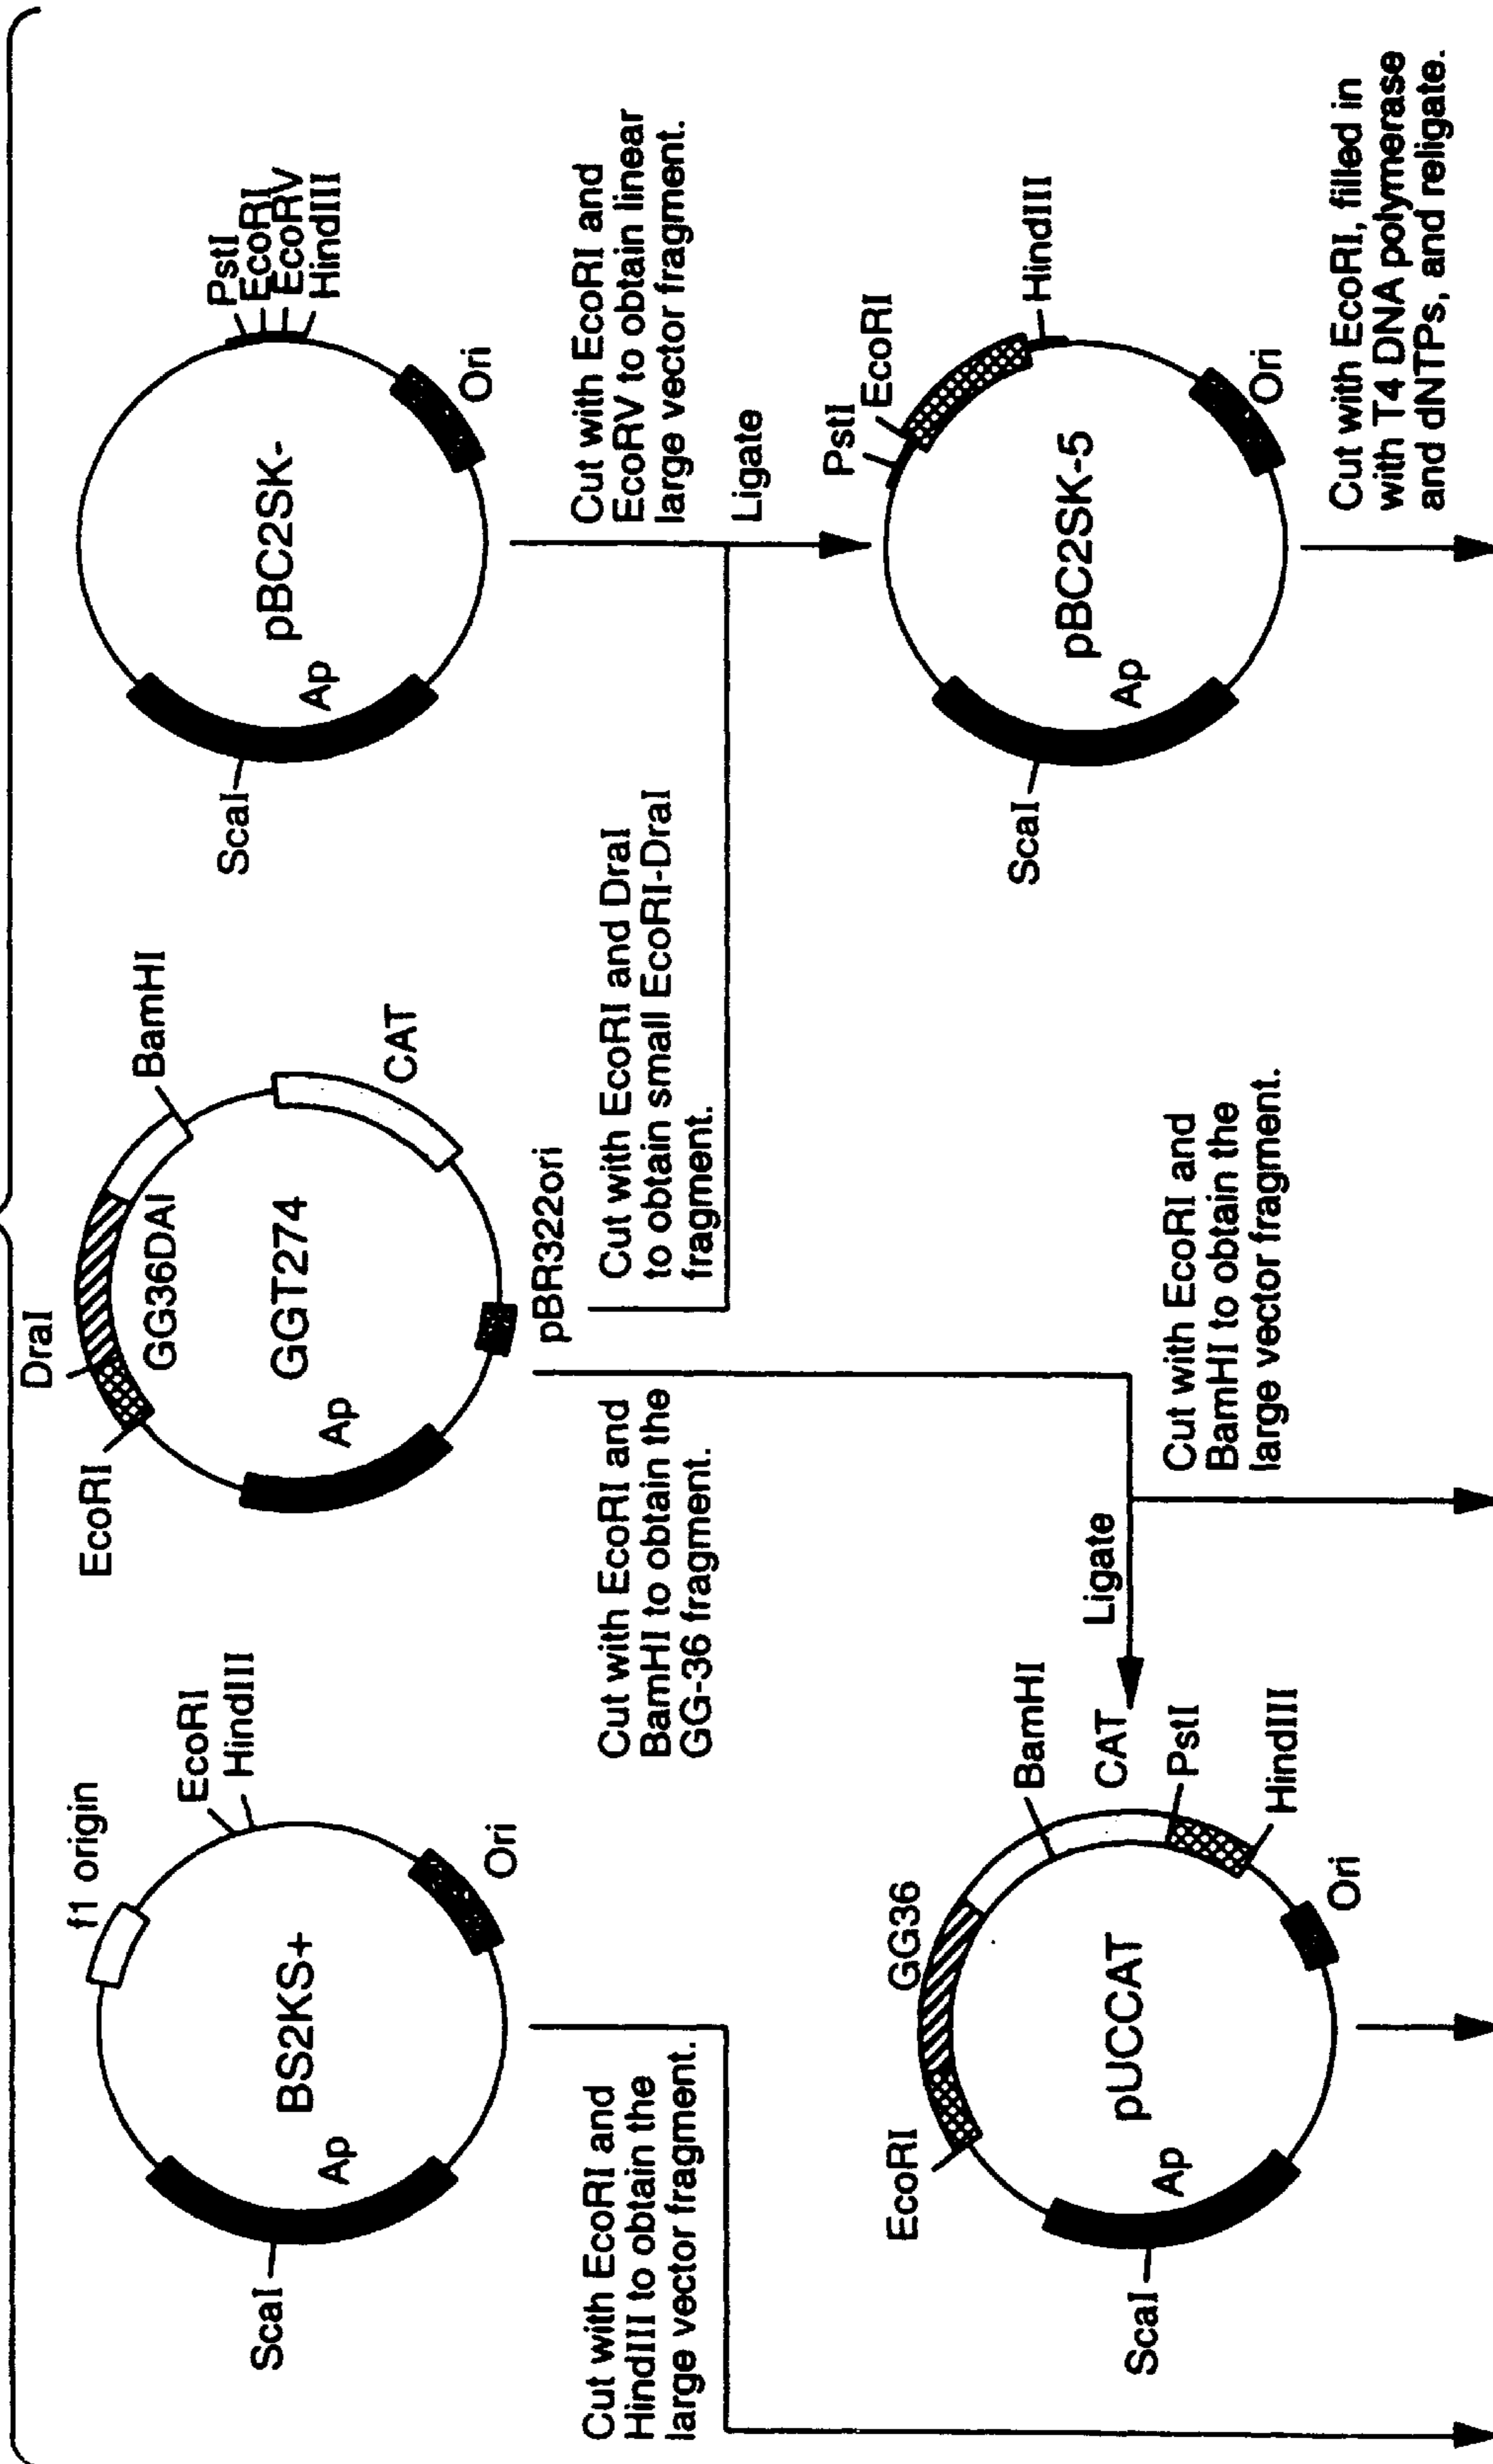 f1 origin
EcoRI
HindIII
BS2KS+
Ap
ScaI
Ori
Cut with EcoRI and
HindIII to obtain the
large vector fragment.
DraI
EcoRI
BamHI
GG36DAI
GGT274
CAT
Ap
pBR322ori
Cut with EcoRI and
BamHI to obtain the
GG-36 fragment.
Cut with EcoRI and DraI
to obtain small EcoRI-DraI
fragment.
PstI
EcoRI
EcoRV
HindIII
pBC2SK-
Ap
ScaI
Ori
Cut with EcoRI and
EcoRV to obtain linear
large vector fragment.
Ligate
EcoRI
GG36
BamHI
CAT
PstI
HindIII
pUCCAT
Ap
ScaI
Ori
Ligate
Cut with EcoRI and
BamHI to obtain the
large vector fragment.
PstI
EcoRI
HindIII
pBC2SK-5
Ap
ScaI
Ori
Cut with EcoRI, filled in
with T4 DNA polymerase
and dNTPs, and religate.